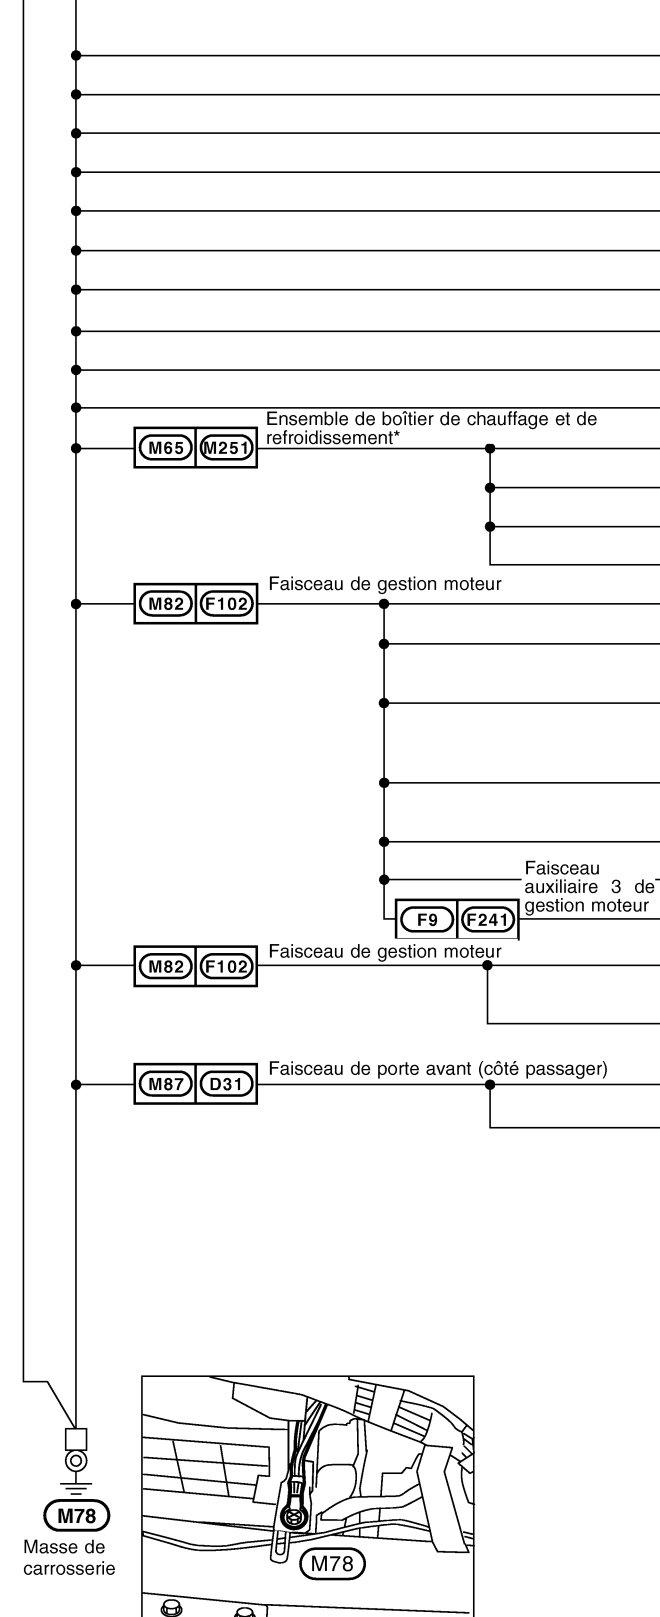 Ensemble de boîtier de chauffage et de
refroidissement*
M65 M251
Faisceau de gestion moteur
M82 F102
Faisceau
auxiliaire 3 de
gestion moteur
F9 F241
Faisceau de gestion moteur
M82 F102
Faisceau de porte avant (côté passager)
M87 D31
M78
Masse de
carrosserie
M78